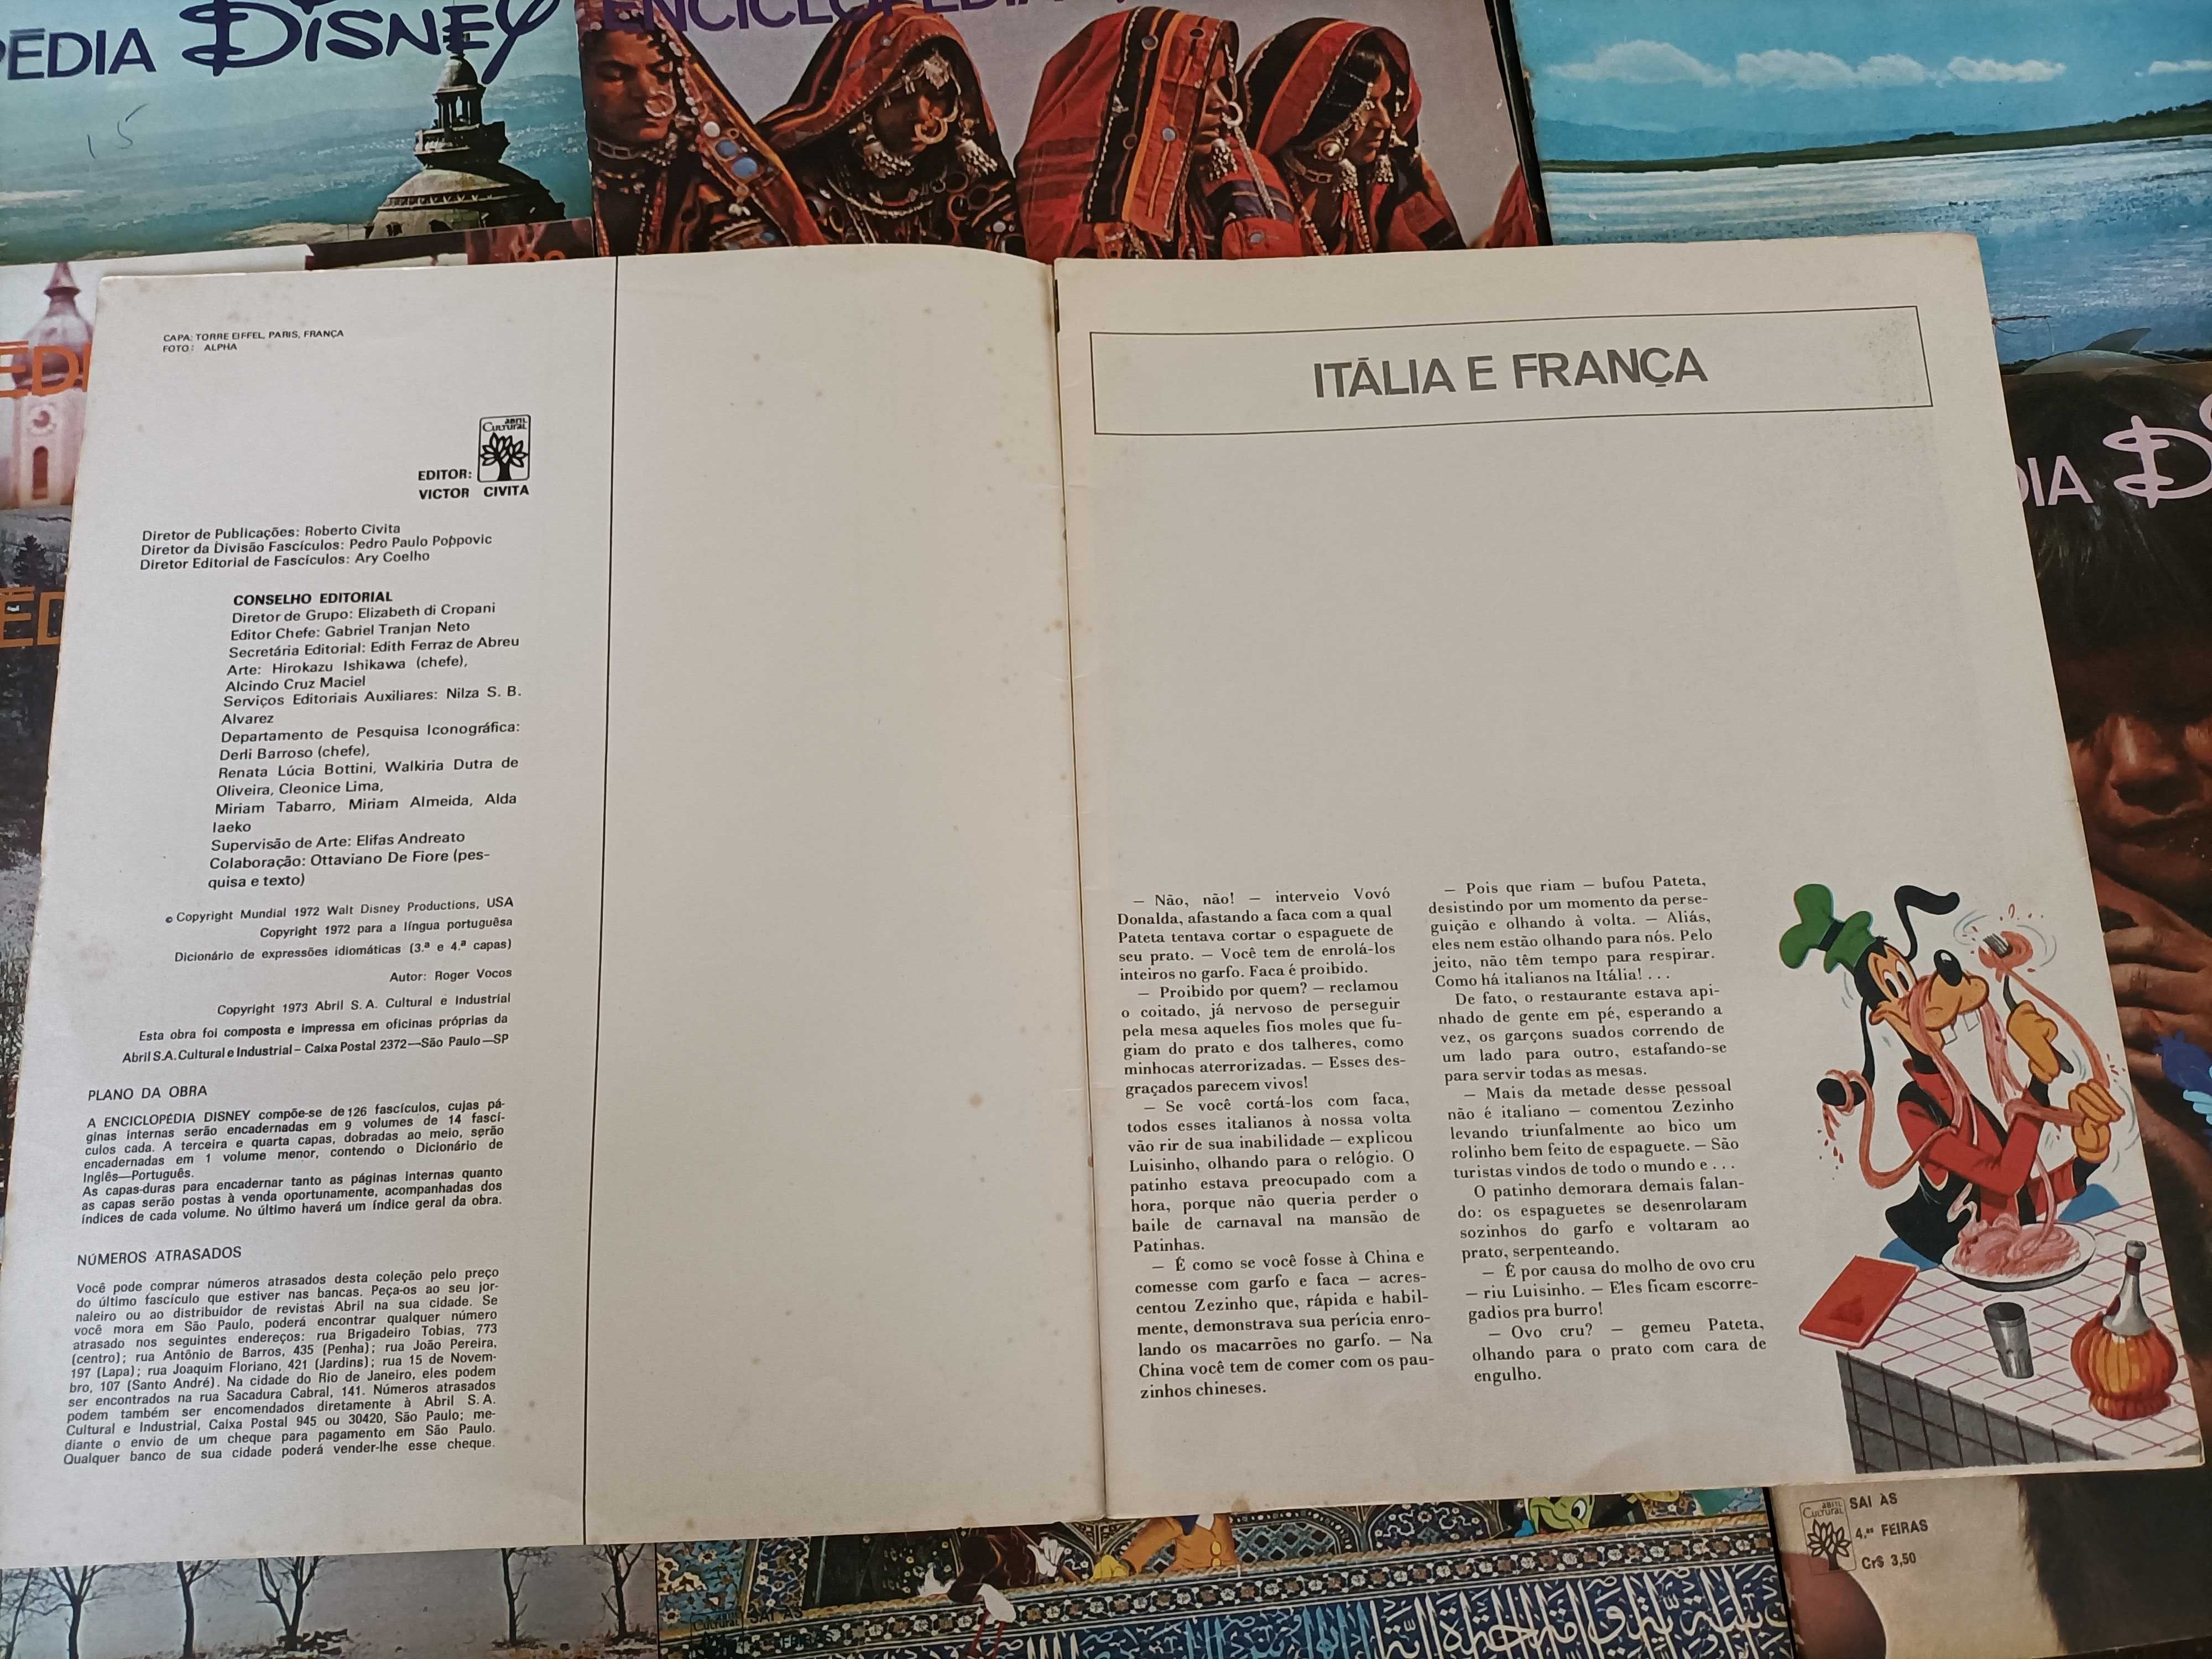 PÉDIA DISNEY
ENCICLOPÉDIA
15
CAPA: TORRE EIFFEL, PARIS, FRANÇA
FOTO: ALPHA
ABRIL
Cultural
EDITOR:
VICTOR CIVITA
Diretor de Publicações: Roberto Civita
Diretor da Divisão Fascículos: Pedro Paulo Poppovic
Diretor Editorial de Fascículos: Ary Coelho
CONSELHO EDITORIAL
Diretor de Grupo: Elizabeth di Cropani
Editor Chefe: Gabriel Tranjan Neto
Secretária Editorial: Edith Ferraz de Abreu
Arte: Hirokazu Ishikawa (chefe),
Alcindo Cruz Maciel
Serviços Editoriais Auxiliares: Nilza S. B.
Alvarez
Departamento de Pesquisa Iconográfica:
Derli Barroso (chefe),
Renata Lúcia Bottini, Walkiria Dutra de
Oliveira, Cleonice Lima,
Miriam Tabarro, Miriam Almeida, Alda
Iaeko
Supervisão de Arte: Elifas Andreato
Colaboração: Ottaviano De Fiore (pes-
quisa e texto)
© Copyright Mundial 1972 Walt Disney Productions, USA
Copyright 1972 para a língua portuguêsa
Dicionário de expressões idiomáticas (3.ª e 4.ª capas)
Autor: Roger Vocos
Copyright 1973 Abril S.A. Cultural e Industrial
Esta obra foi composta e impressa em oficinas próprias da
Abril S.A. Cultural e Industrial – Caixa Postal 2372—São Paulo—SP
PLANO DA OBRA
A ENCICLOPÉDIA DISNEY compõe-se de 126 fascículos, cujas pá-
ginas internas serão encadernadas em 9 volumes de 14 fascí-
culos cada. A terceira e quarta capas, dobradas ao meio, serão
encadernadas em 1 volume menor, contendo o Dicionário de
Inglês—Português.
As capas-duras para encadernar tanto as páginas internas quanto
as capas serão postas à venda oportunamente, acompanhadas dos
índices de cada volume. No último haverá um índice geral da obra.
NÚMEROS ATRASADOS
Você pode comprar números atrasados desta coleção pelo preço
do último fascículo que estiver nas bancas. Peça-os ao seu jor-
naleiro ou ao distribuidor de revistas Abril na sua cidade. Se
você mora em São Paulo, poderá encontrar qualquer número
atrasado nos seguintes endereços: rua Brigadeiro Tobias, 773
(centro); rua Antônio de Barros, 435 (Penha); rua João Pereira,
197 (Lapa); rua Joaquim Floriano, 421 (Jardins); rua 15 de Novem-
bro, 107 (Santo André). Na cidade do Rio de Janeiro, eles podem
ser encontrados na rua Sacadura Cabral, 141. Números atrasados
podem também ser encomendados diretamente à Abril S.A.
Cultural e Industrial, Caixa Postal 945 ou 30420, São Paulo; me-
diante o envio de um cheque para pagamento em São Paulo.
Qualquer banco de sua cidade poderá vender-lhe esse cheque.
ITÁLIA E FRANÇA
— Não, não! — interveio Vovó
Donalda, afastando a faca com a qual
Pateta tentava cortar o espaguete de
seu prato. — Você tem de enrolá-los
inteiros no garfo. Faca é proibido.
— Proibido por quem? — reclamou
o coitado, já nervoso de perseguir
pela mesa aqueles fios moles que fu-
giam do prato e dos talheres, como
minhocas aterrorizadas. — Esses des-
graçados parecem vivos!
— Se você cortá-los com faca,
todos esses italianos à nossa volta
vão rir de sua inabilidade — explicou
Luisinho, olhando para o relógio. O
patinho estava preocupado com a
hora, porque não queria perder o
baile de carnaval na mansão de
Patinhas.
— É como se você fosse à China e
comesse com garfo e faca — acres-
centou Zezinho que, rápida e habil-
mente, demonstrava sua perícia enro-
lando os macarrões no garfo. — Na
China você tem de comer com os pau-
zinhos chineses.
— Pois que riam — bufou Pateta,
desistindo por um momento da perse-
guição e olhando à volta. — Aliás,
eles nem estão olhando para nós. Pelo
jeito, não têm tempo para respirar.
Como há italianos na Itália! . . .
De fato, o restaurante estava api-
nhado de gente em pé, esperando a
vez, os garçons suados correndo de
um lado para outro, estafando-se
para servir todas as mesas.
— Mais da metade desse pessoal
não é italiano — comentou Zezinho
levando triunfalmente ao bico um
rolinho bem feito de espaguete. — São
turistas vindos de todo o mundo e . . .
O patinho demorara demais falan-
do: os espaguetes se desenrolaram
sozinhos do garfo e voltaram ao
prato, serpenteando.
— É por causa do molho de ovo cru
— riu Luisinho. — Eles ficam escorre-
gadios pra burro!
— Ovo cru? — gemeu Pateta,
olhando para o prato com cara de
engulho.
DIA D
ABRIL
Cultural
SAI ÀS
4.ªs FEIRAS
Cr$ 3,50
SAI ÀS
FEIRAS